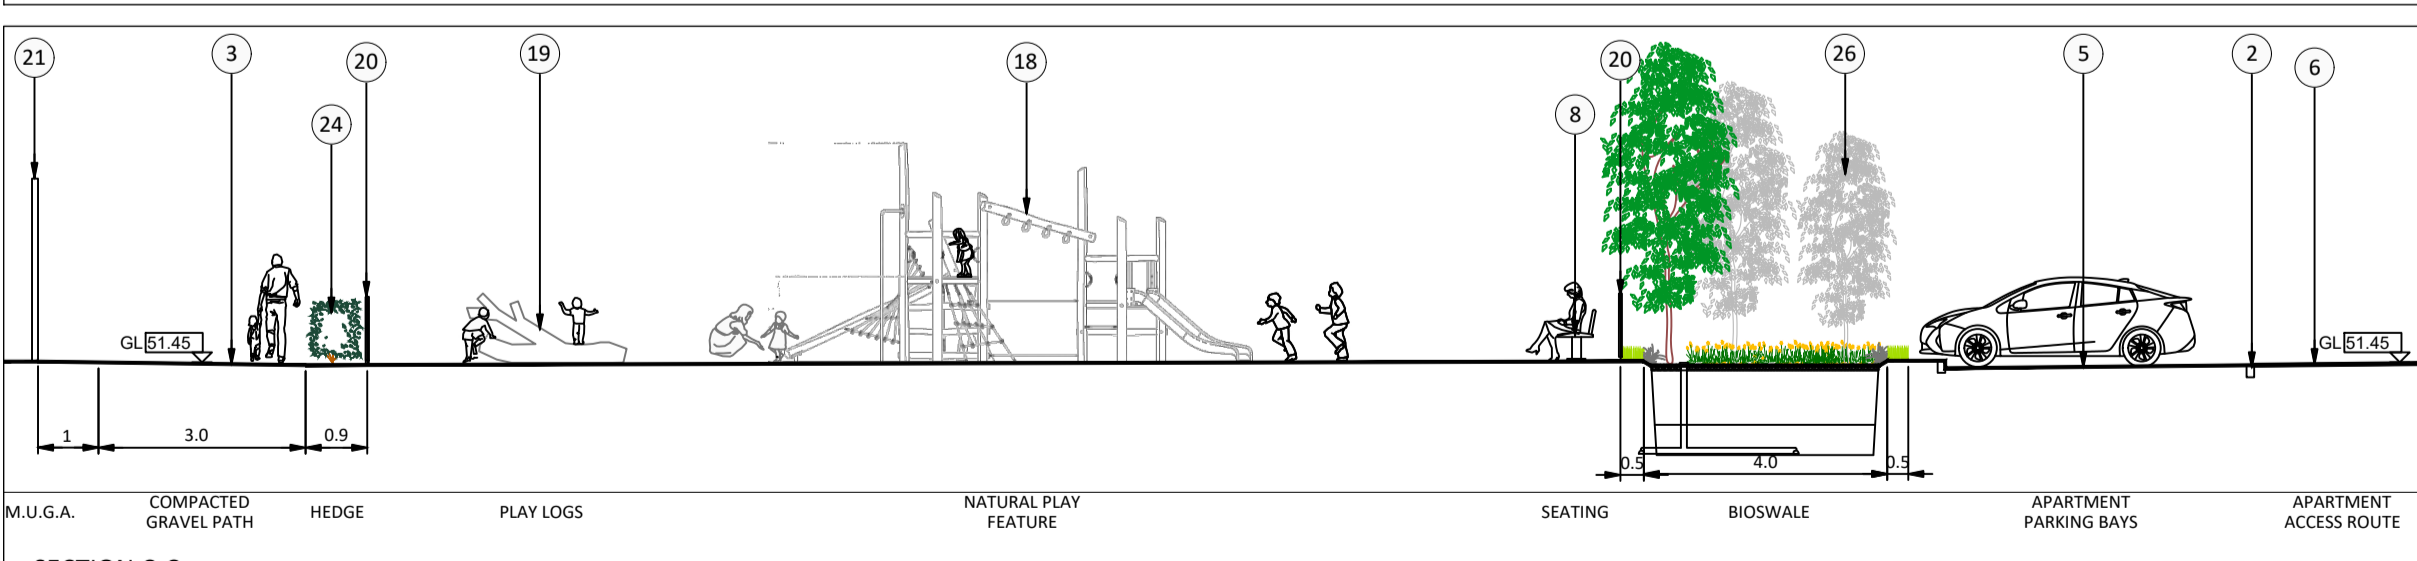 21
3
20
19
18
20
26
5
2
6
24
8
GL 51.45
GL 51.45
1
3.0
0.9
0.5
4.0
0.5
M.U.G.A.
COMPACTED
GRAVEL PATH
HEDGE
PLAY LOGS
NATURAL PLAY
FEATURE
SEATING
BIOSWALE
APARTMENT
PARKING BAYS
APARTMENT
ACCESS ROUTE